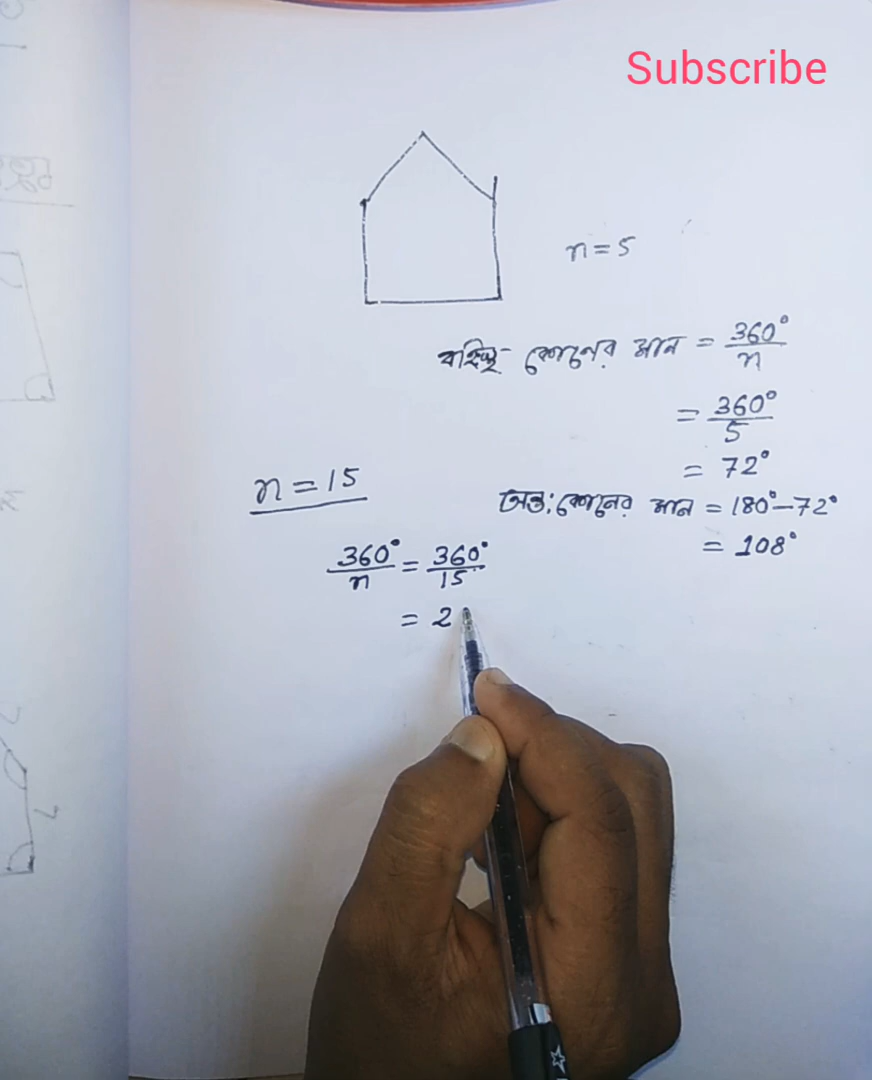 Subscribe
n = 5
বহিঃস্থ কোনের মান = 360°/n
= 360°/5
= 72°
অন্ত:কোনের মান = 180° - 72°
= 108°
n = 15
360°/n = 360°/15
= 2